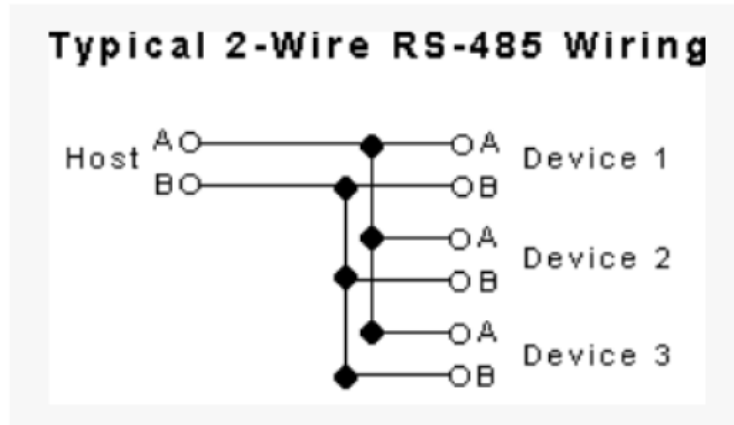 Typical 2-Wire RS-485 Wiring
Host A A Device 1
B B
A Device 2
B
A Device 3
B